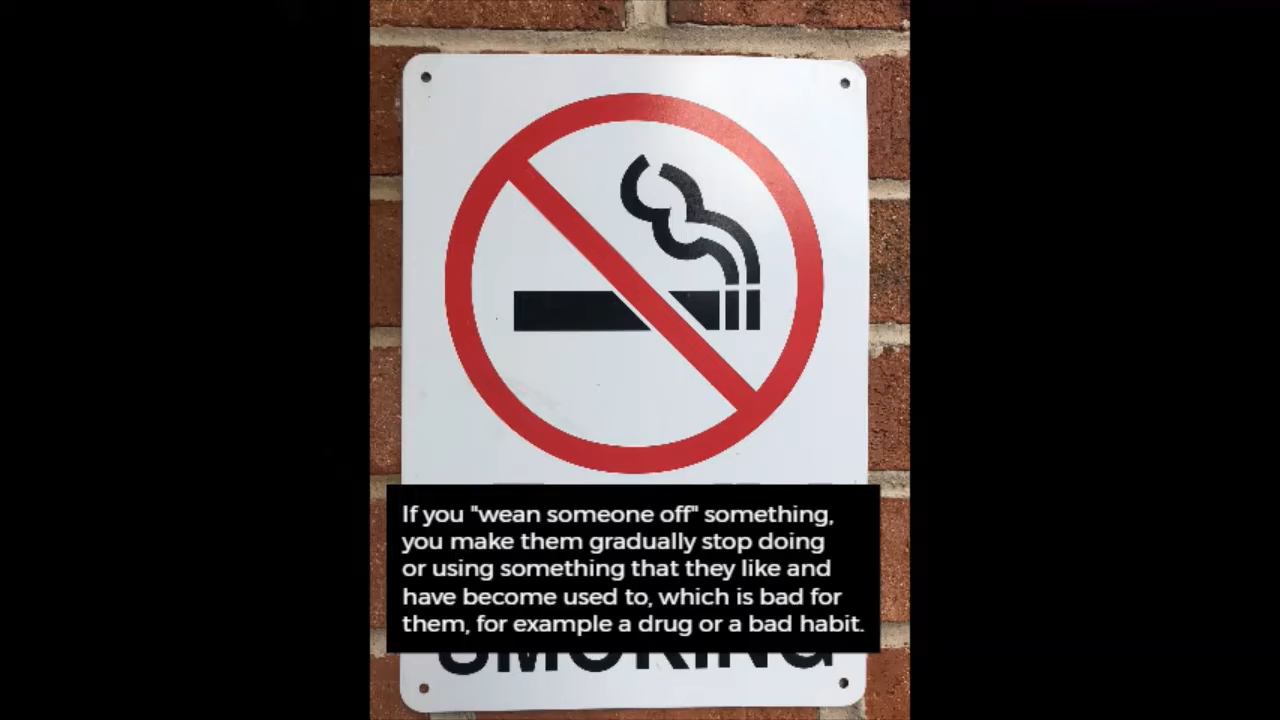 If you "wean someone off" something,
you make them gradually stop doing
or using something that they like and
have become used to, which is bad for
them, for example a drug or a bad habit.
SMOKING